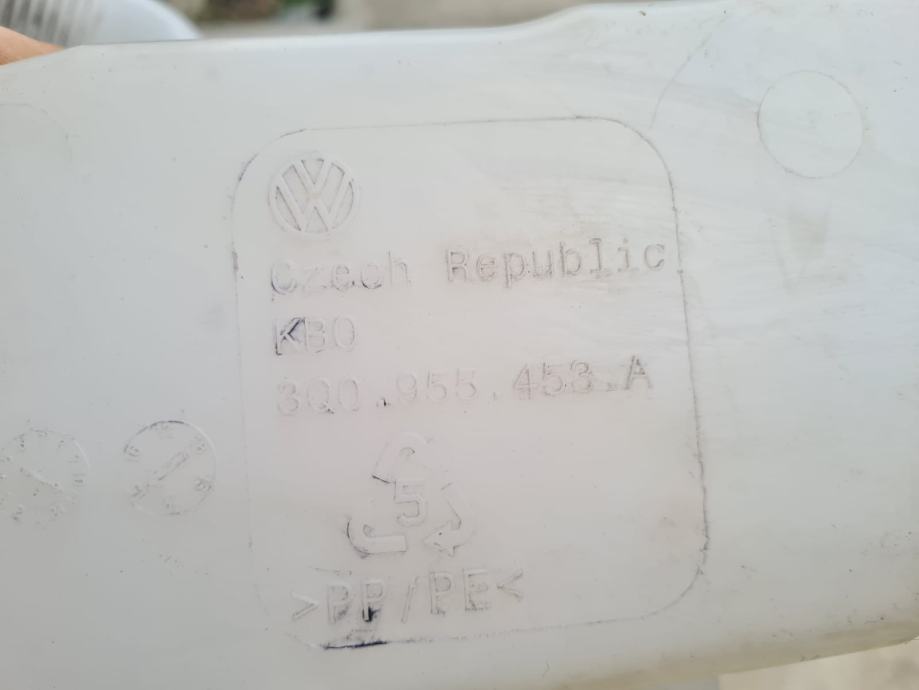 Czech Republic
KBO
3Q0.955.453.A
5
>PP/PE<